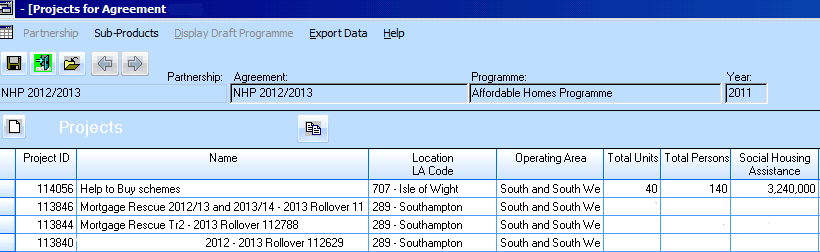 - [Projects for Agreement
Partnership Sub-Products Display Draft Programme Export Data Help
Partnership: Agreement: Programme: Year:
NHP 2012/2013 NHP 2012/2013 Affordable Homes Programme 2011
Projects
Project ID Name Location Operating Area Total Units Total Persons Social Housing
LA Code Assistance
114056 Help to Buy schemes 707 - Isle of Wight South and South We 40 140 3,240,000
113846 Mortgage Rescue 2012/13 and 2013/14 - 2013 Rollover 11 289 - Southampton South and South We
113844 Mortgage Rescue Tr2 - 2013 Rollover 112788 289 - Southampton South and South We
113840 2012 - 2013 Rollover 112629 289 - Southampton South and South We